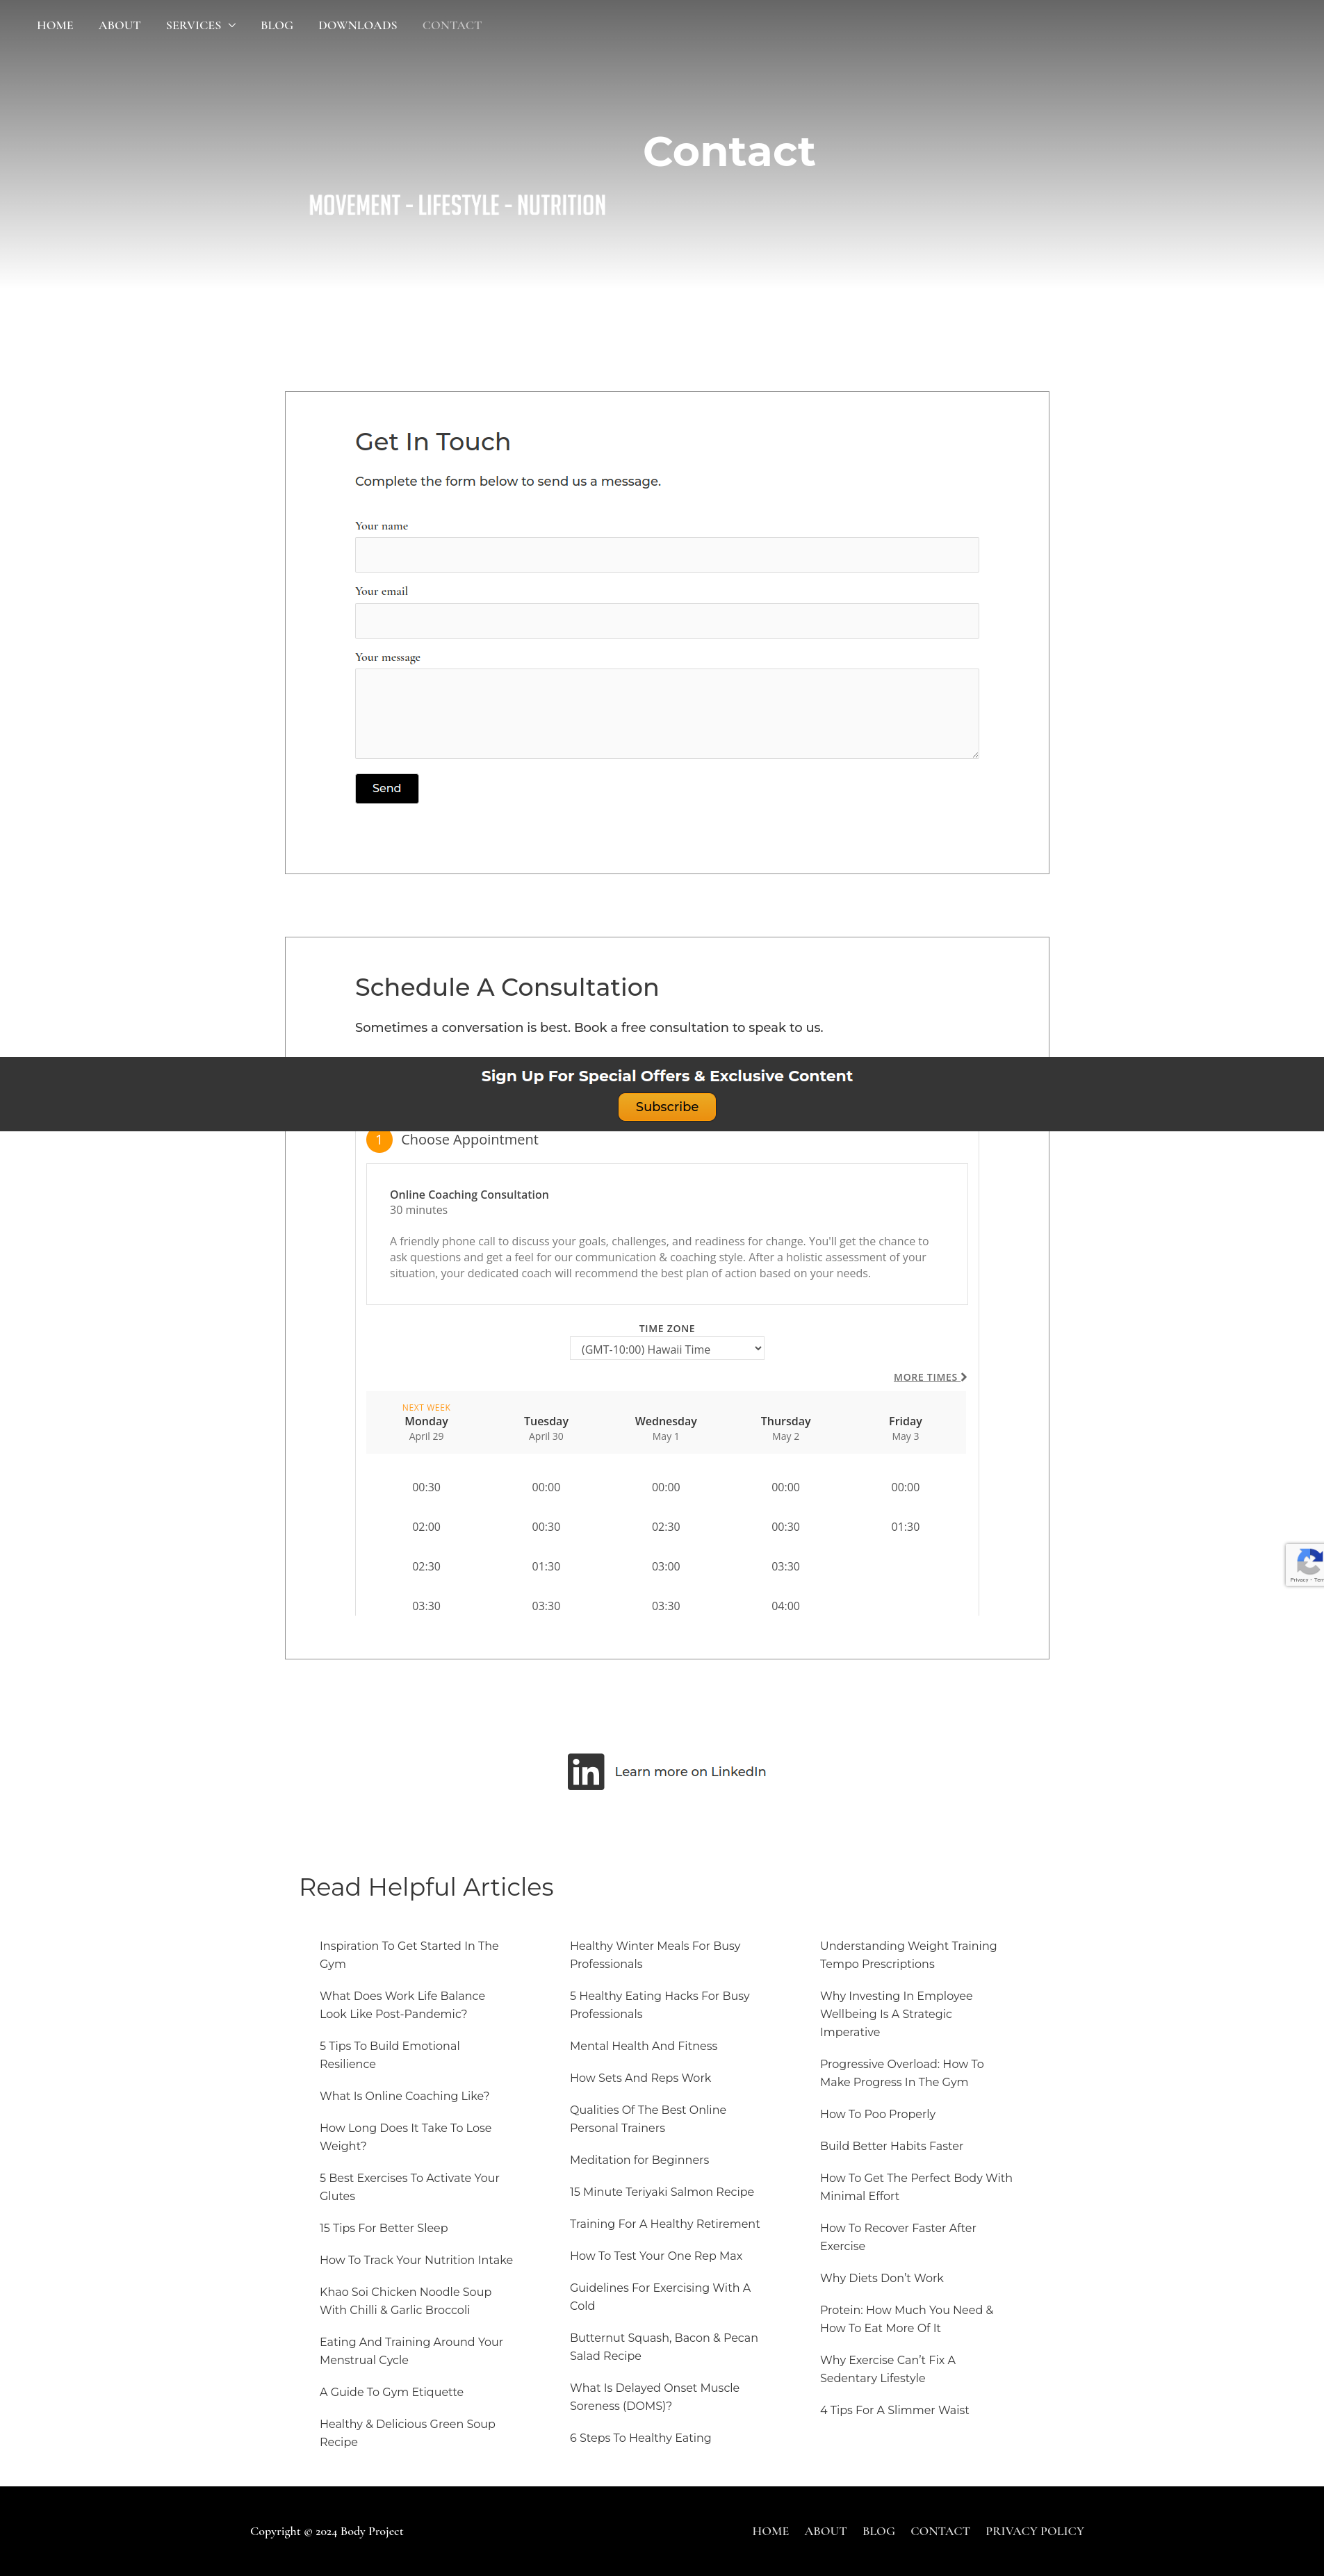 HOME ABOUT SERVICES BLOG DOWNLOADS CONTACT
Contact
MOVEMENT - LIFESTYLE - NUTRITION
Get In Touch
Complete the form below to send us a message.
Your name
Your email
Your message
Send
Schedule A Consultation
Sometimes a conversation is best. Book a free consultation to speak to us.
Sign Up For Special Offers & Exclusive Content
Subscribe
1 Choose Appointment
Online Coaching Consultation
30 minutes
A friendly phone call to discuss your goals, challenges, and readiness for change. You'll get the chance to
ask questions and get a feel for our communication & coaching style. After a holistic assessment of your
situation, your dedicated coach will recommend the best plan of action based on your needs.
TIME ZONE
(GMT-10:00) Hawaii Time
MORE TIMES
NEXT WEEK
Monday Tuesday Wednesday Thursday Friday
April 29 April 30 May 1 May 2 May 3
00:30 00:00 00:00 00:00 00:00
02:00 00:30 02:30 00:30 01:30
02:30 01:30 03:00 03:30
03:30 03:30 03:30 04:00
Privacy - Ter
Learn more on LinkedIn
Read Helpful Articles
Inspiration To Get Started In The
Gym
What Does Work Life Balance
Look Like Post-Pandemic?
5 Tips To Build Emotional
Resilience
What Is Online Coaching Like?
How Long Does It Take To Lose
Weight?
5 Best Exercises To Activate Your
Glutes
15 Tips For Better Sleep
How To Track Your Nutrition Intake
Khao Soi Chicken Noodle Soup
With Chilli & Garlic Broccoli
Eating And Training Around Your
Menstrual Cycle
A Guide To Gym Etiquette
Healthy & Delicious Green Soup
Recipe
Healthy Winter Meals For Busy
Professionals
5 Healthy Eating Hacks For Busy
Professionals
Mental Health And Fitness
How Sets And Reps Work
Qualities Of The Best Online
Personal Trainers
Meditation for Beginners
15 Minute Teriyaki Salmon Recipe
Training For A Healthy Retirement
How To Test Your One Rep Max
Guidelines For Exercising With A
Cold
Butternut Squash, Bacon & Pecan
Salad Recipe
What Is Delayed Onset Muscle
Soreness (DOMS)?
6 Steps To Healthy Eating
Understanding Weight Training
Tempo Prescriptions
Why Investing In Employee
Wellbeing Is A Strategic
Imperative
Progressive Overload: How To
Make Progress In The Gym
How To Poo Properly
Build Better Habits Faster
How To Get The Perfect Body With
Minimal Effort
How To Recover Faster After
Exercise
Why Diets Don’t Work
Protein: How Much You Need &
How To Eat More Of It
Why Exercise Can’t Fix A
Sedentary Lifestyle
4 Tips For A Slimmer Waist
Copyright © 2024 Body Project
HOME ABOUT BLOG CONTACT PRIVACY POLICY